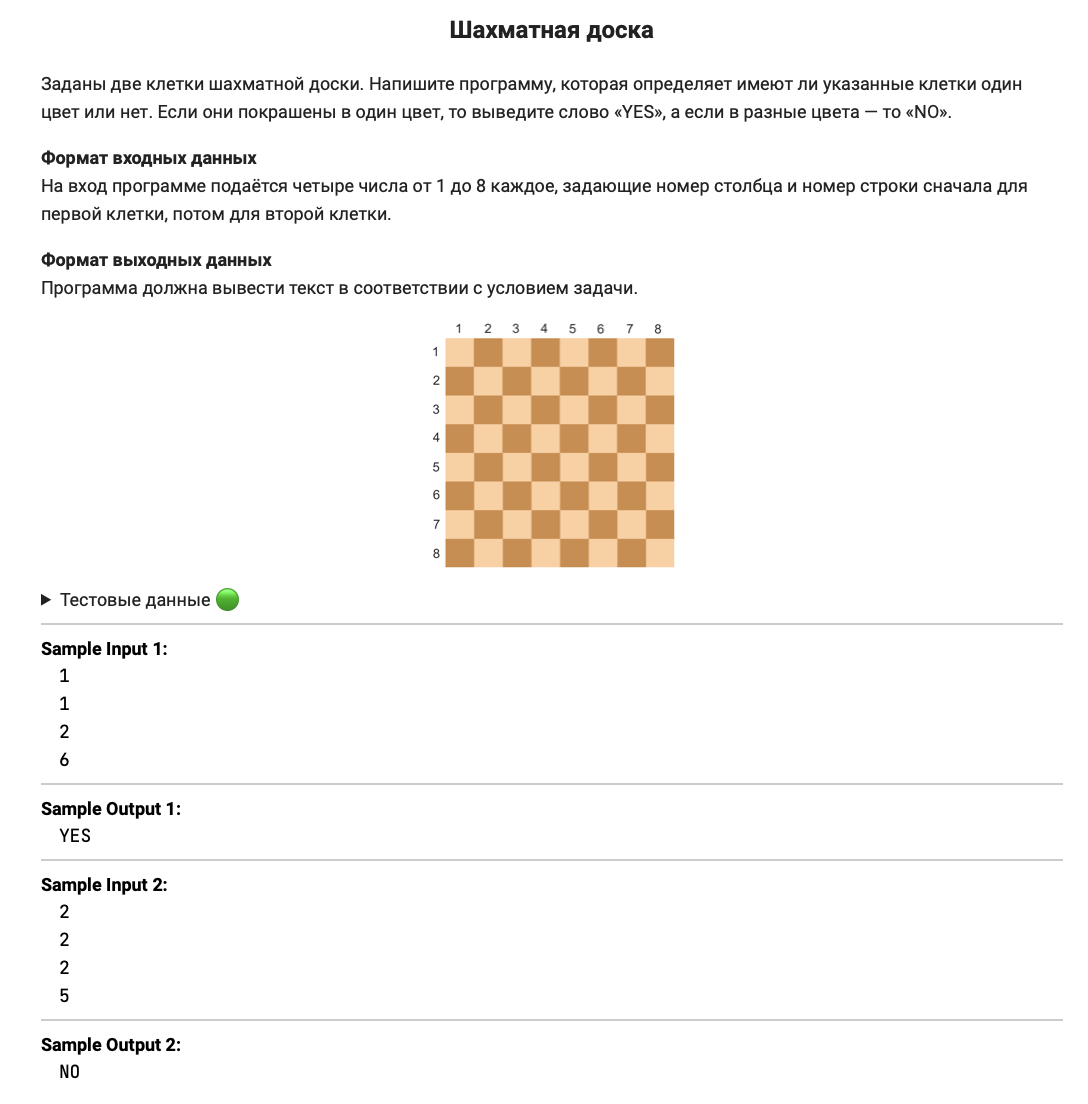 Шахматная доска
Заданы две клетки шахматной доски. Напишите программу, которая определяет имеют ли указанные клетки один
цвет или нет. Если они покрашены в один цвет, то выведите слово «YES», а если в разные цвета — то «NO».
Формат входных данных
На вход программе подаётся четыре числа от 1 до 8 каждое, задающие номер столбца и номер строки сначала для
первой клетки, потом для второй клетки.
Формат выходных данных
Программа должна вывести текст в соответствии с условием задачи.
1 2 3 4 5 6 7 8
1
2
3
4
5
6
7
8
Тестовые данные
Sample Input 1:
1
1
2
6
Sample Output 1:
YES
Sample Input 2:
2
2
2
5
Sample Output 2:
NO